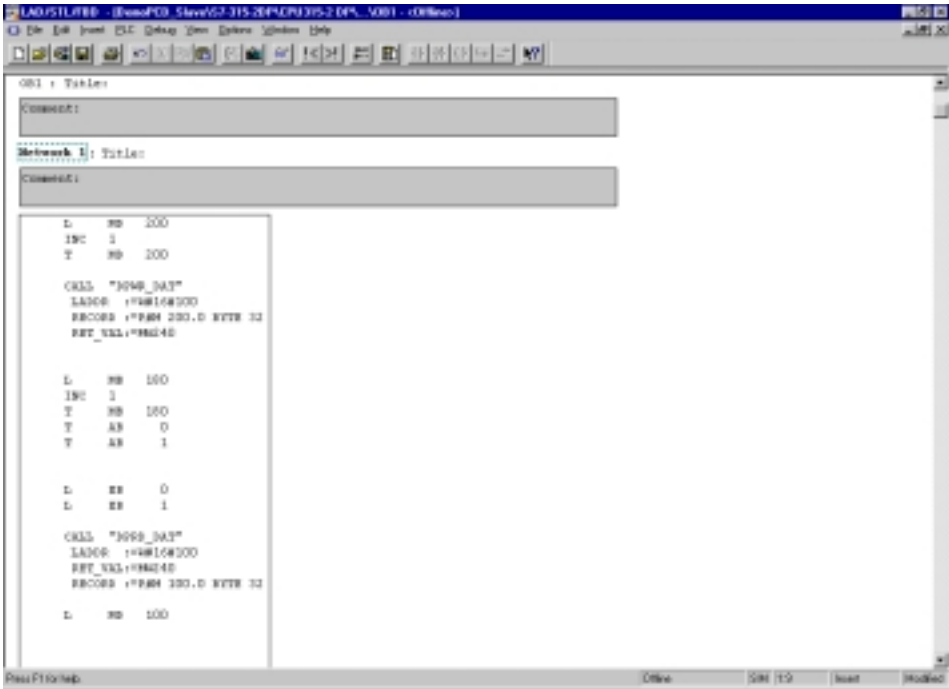 LAD/STL/FBD - [DemoPCD_Slave\S7-315-2DP\CPU315-2 DP\...\OB1 - <Offline>]
File Edit Insert PLC Debug View Options Window Help
OB1 : Title:
Comment:
Network 1: Title:
Comment:
L MB 200
INC 1
T MB 200
CALL "DPWR_DAT"
LADDR :=W#16#100
RECORD :=P#M 200.0 BYTE 32
RET_VAL:=MW240
L MB 180
INC 1
T MB 180
T AB 0
T AB 1
L EB 0
L EB 1
CALL "DPRD_DAT"
LADDR :=W#16#100
RET_VAL:=MW240
RECORD :=P#M 100.0 BYTE 32
L MB 100
Press F1 for help.
Offline
Insert
Modified